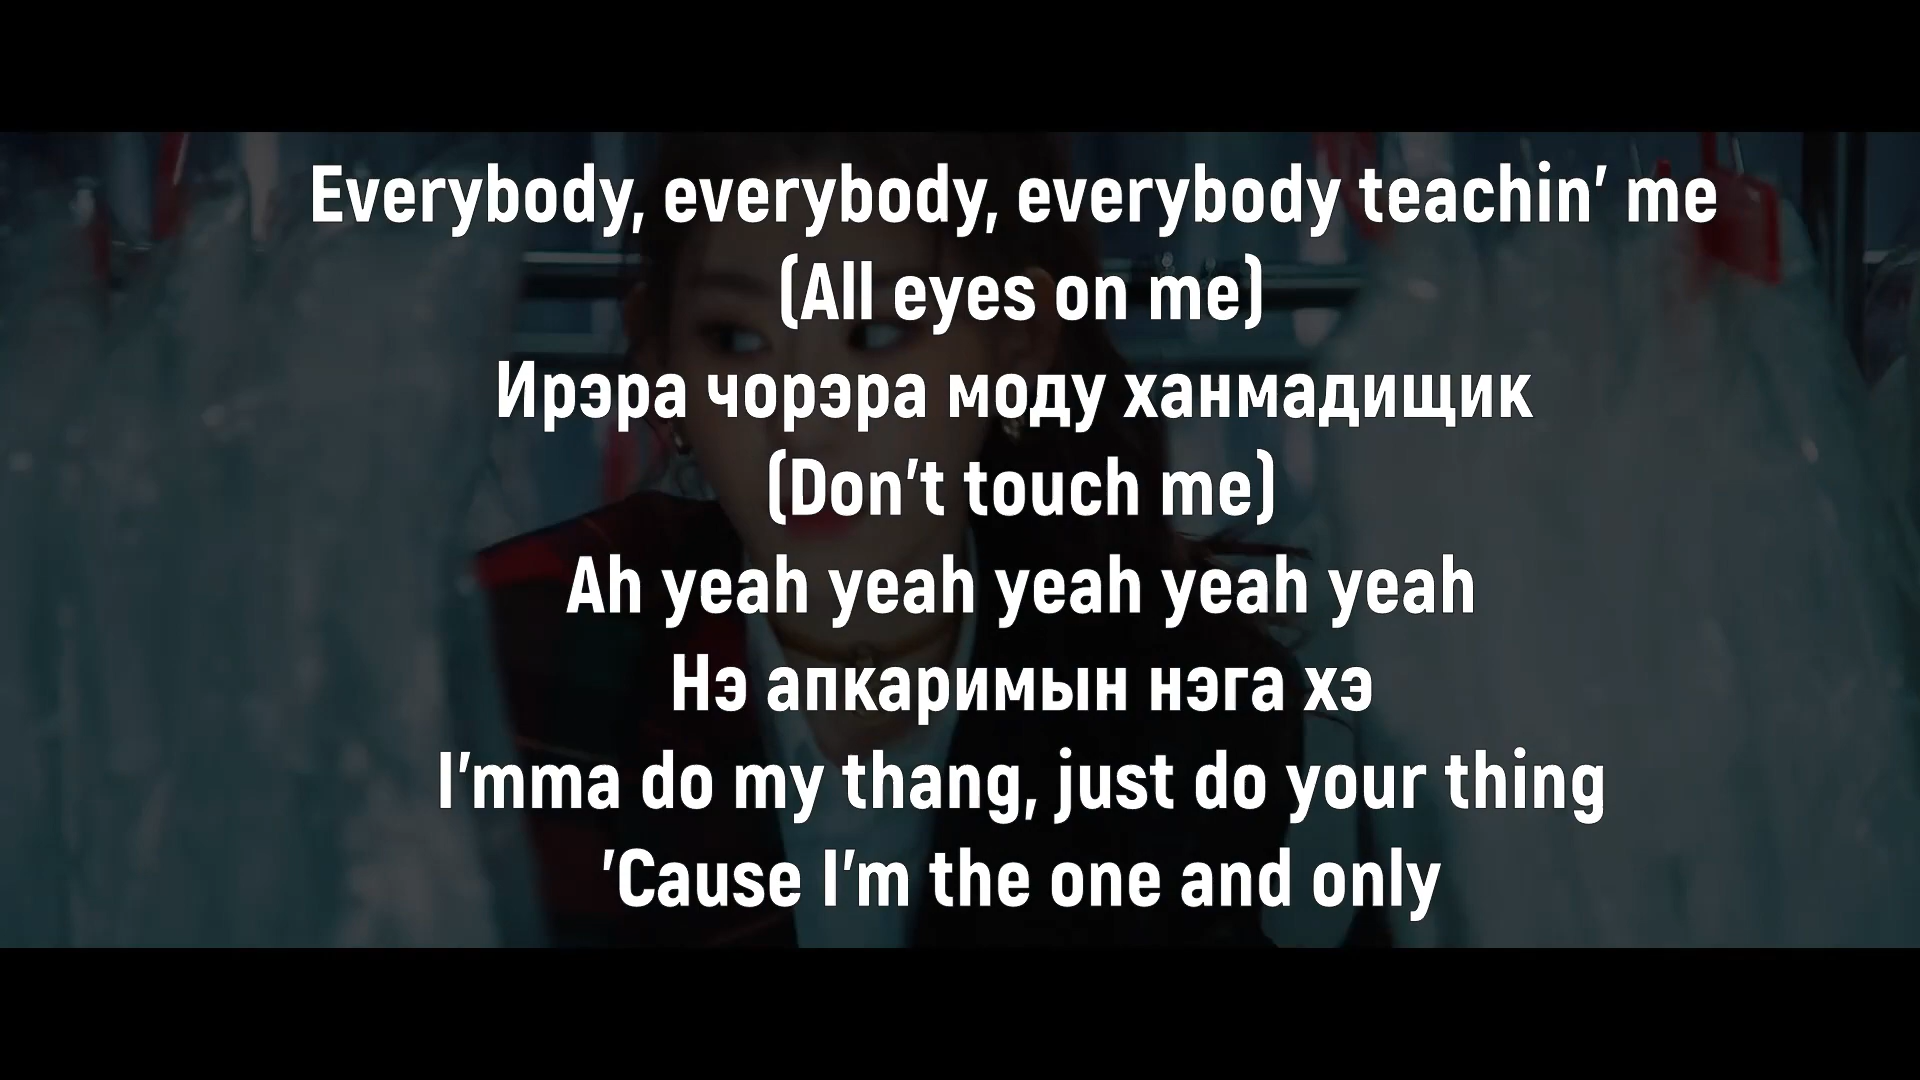 Everybody, everybody, everybody teachin' me
(All eyes on me)
Ирэра чорэра моду ханмадищик
(Don't touch me)
Ah yeah yeah yeah yeah yeah
Нэ апкаримын нэга хэ
I'mma do my thang, just do your thing
'Cause I'm the one and only